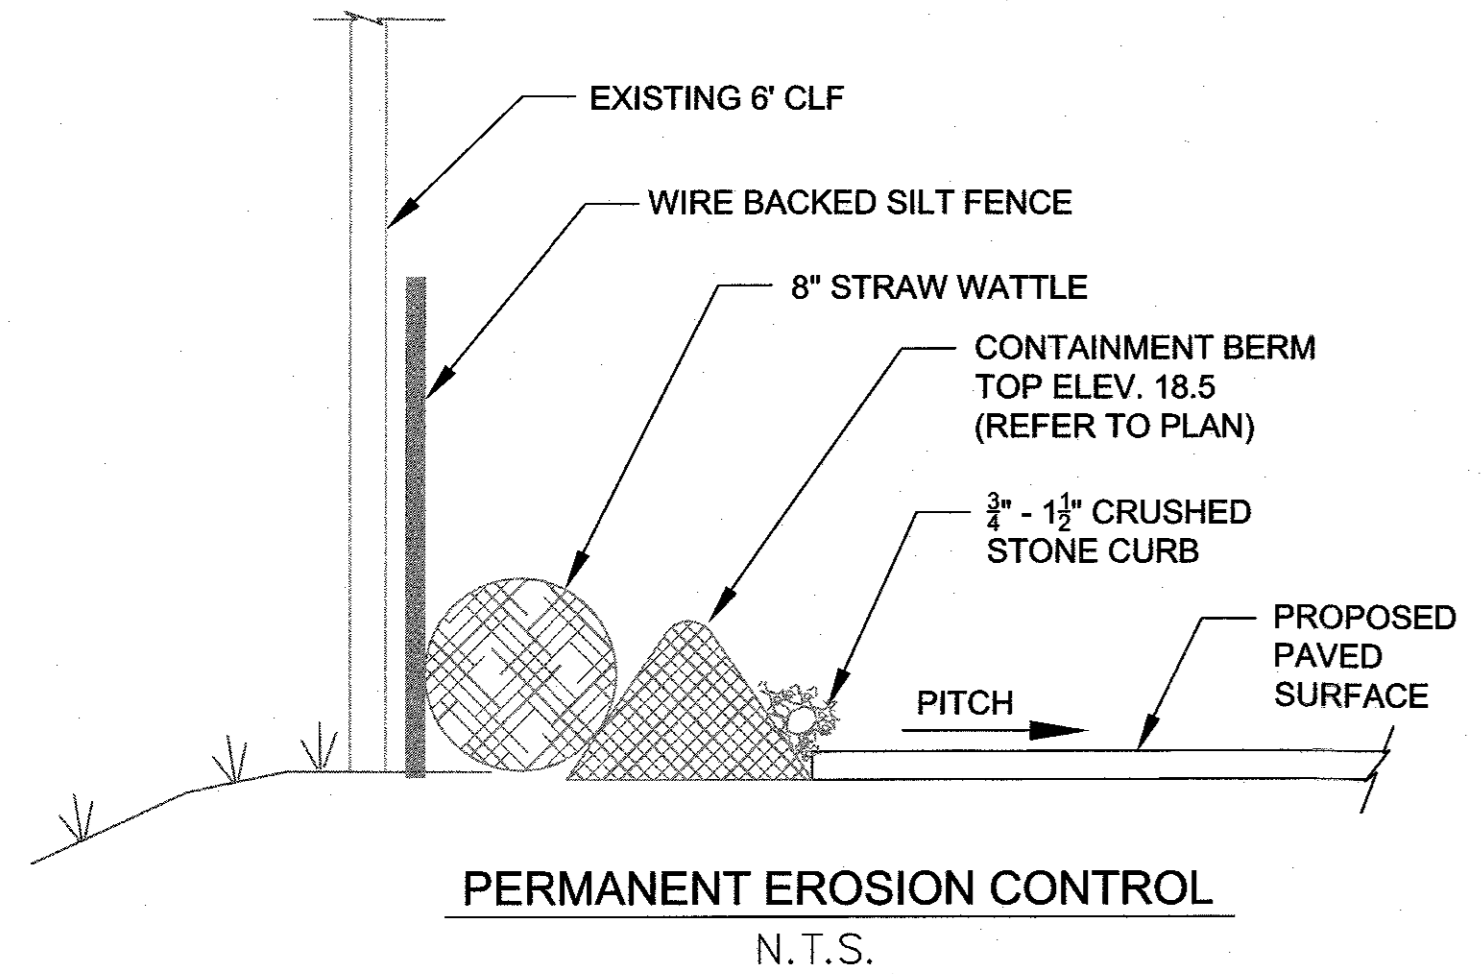 EXISTING 6' CLF
WIRE BACKED SILT FENCE
8" STRAW WATTLE
CONTAINMENT BERM
TOP ELEV. 18.5
(REFER TO PLAN)
3/4" - 1 1/2" CRUSHED
STONE CURB
PROPOSED
PAVED
SURFACE
PITCH
PERMANENT EROSION CONTROL
N.T.S.